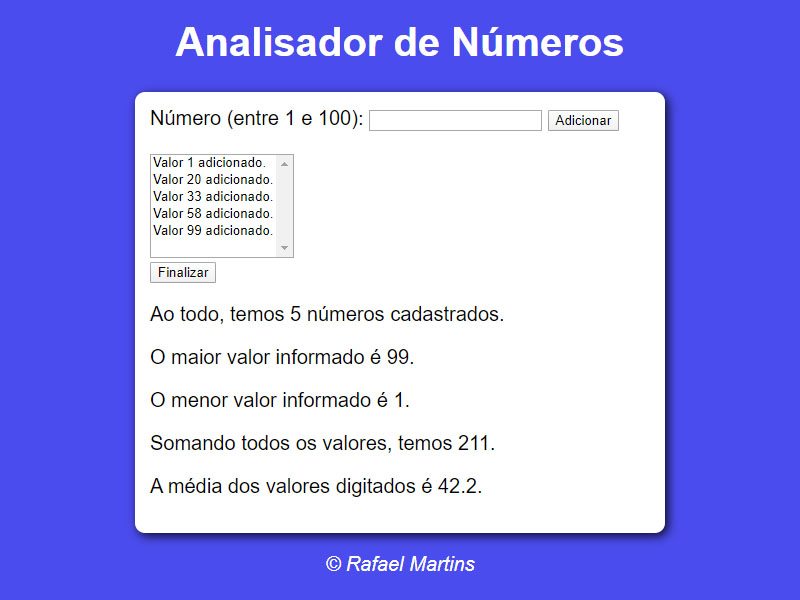 Analisador de Números
Número (entre 1 e 100): Adicionar
Valor 1 adicionado.
Valor 20 adicionado.
Valor 33 adicionado.
Valor 58 adicionado.
Valor 99 adicionado.
Finalizar
Ao todo, temos 5 números cadastrados.
O maior valor informado é 99.
O menor valor informado é 1.
Somando todos os valores, temos 211.
A média dos valores digitados é 42.2.
© Rafael Martins